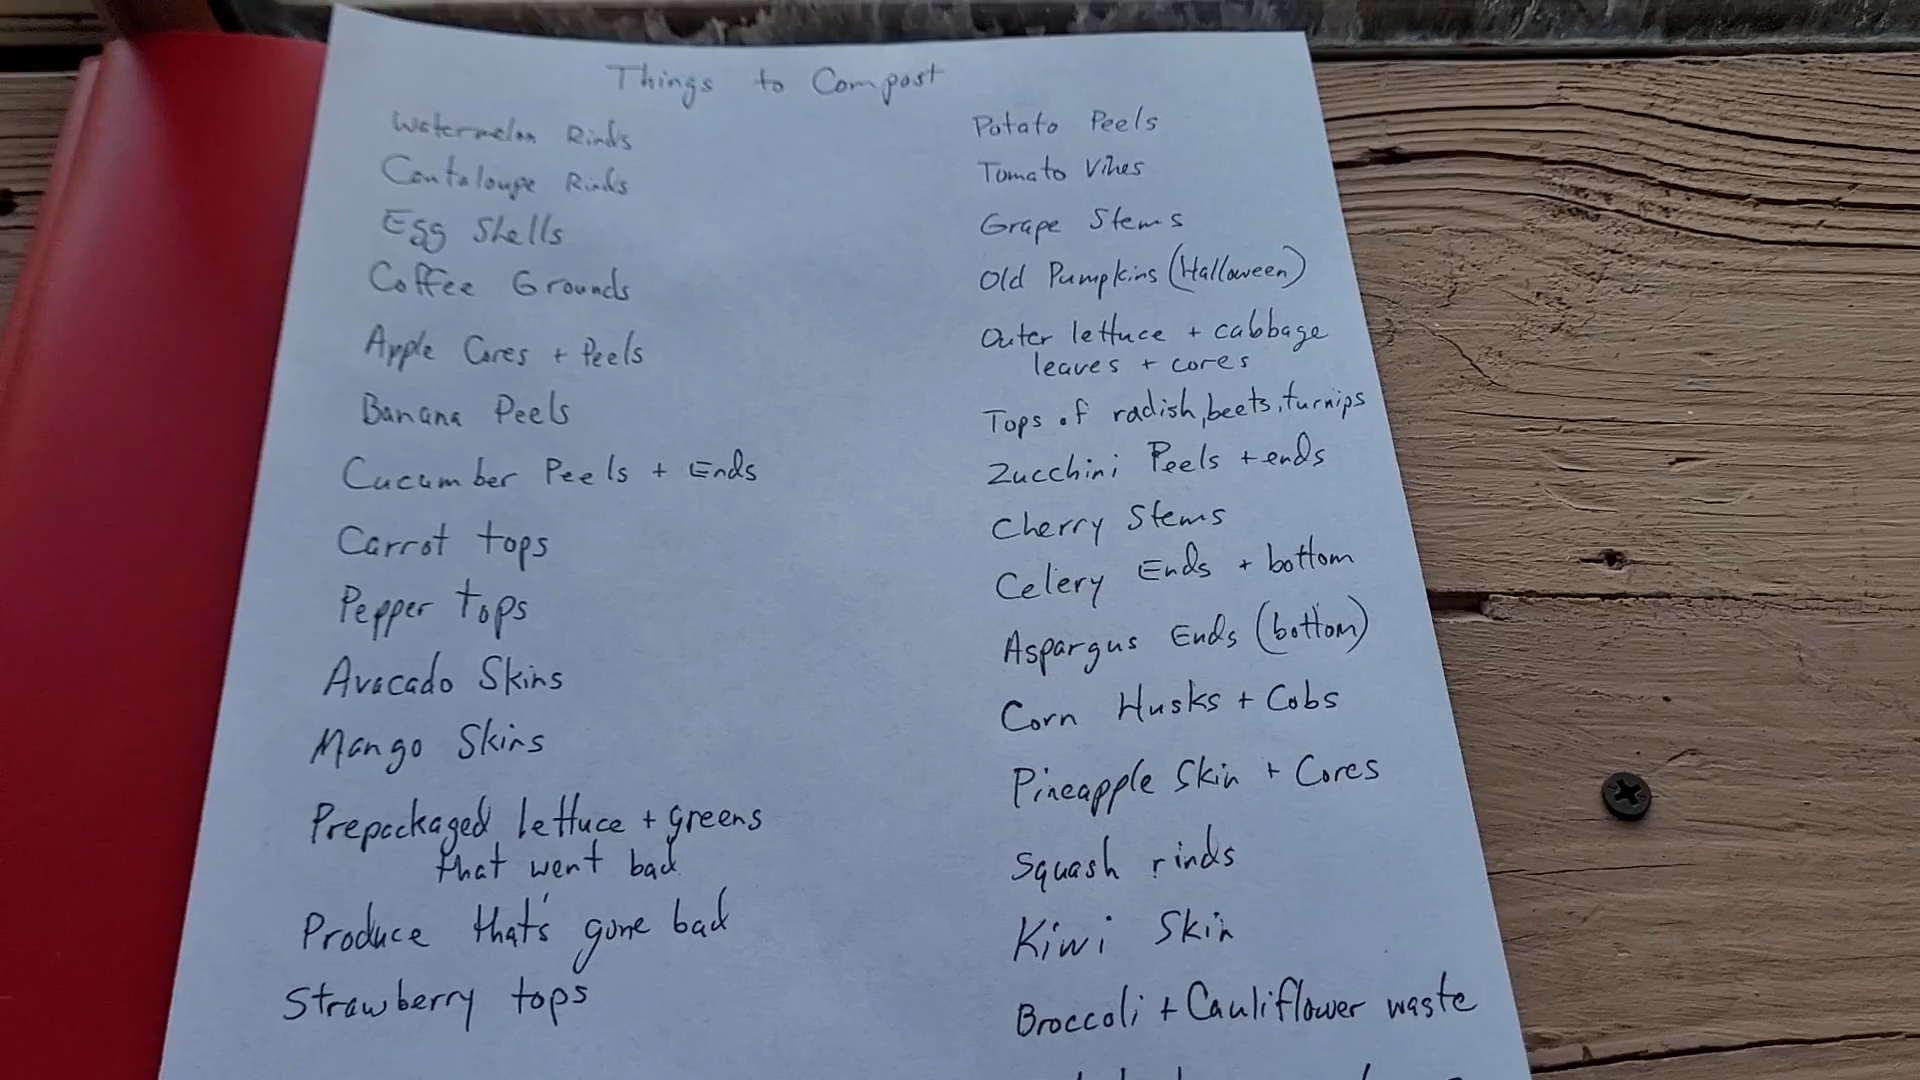 Things to Compost
Watermelon Rinds
Cantaloupe Rinds
Egg Shells
Coffee Grounds
Apple Cores + Peels
Banana Peels
Cucumber Peels + Ends
Carrot tops
Pepper tops
Avocado Skins
Mango Skins
Prepackaged lettuce + greens
that went bad
Produce that's gone bad
Strawberry tops
Potato Peels
Tomato Vines
Grape Stems
Old Pumpkins (Halloween)
Outer lettuce + cabbage
leaves + cores
Tops of radish, beets, turnips
Zucchini Peels + ends
Cherry Stems
Celery Ends + bottom
Aspargus Ends (bottom)
Corn Husks + Cobs
Pineapple Skin + Cores
Squash rinds
Kiwi Skin
Broccoli + Cauliflower waste